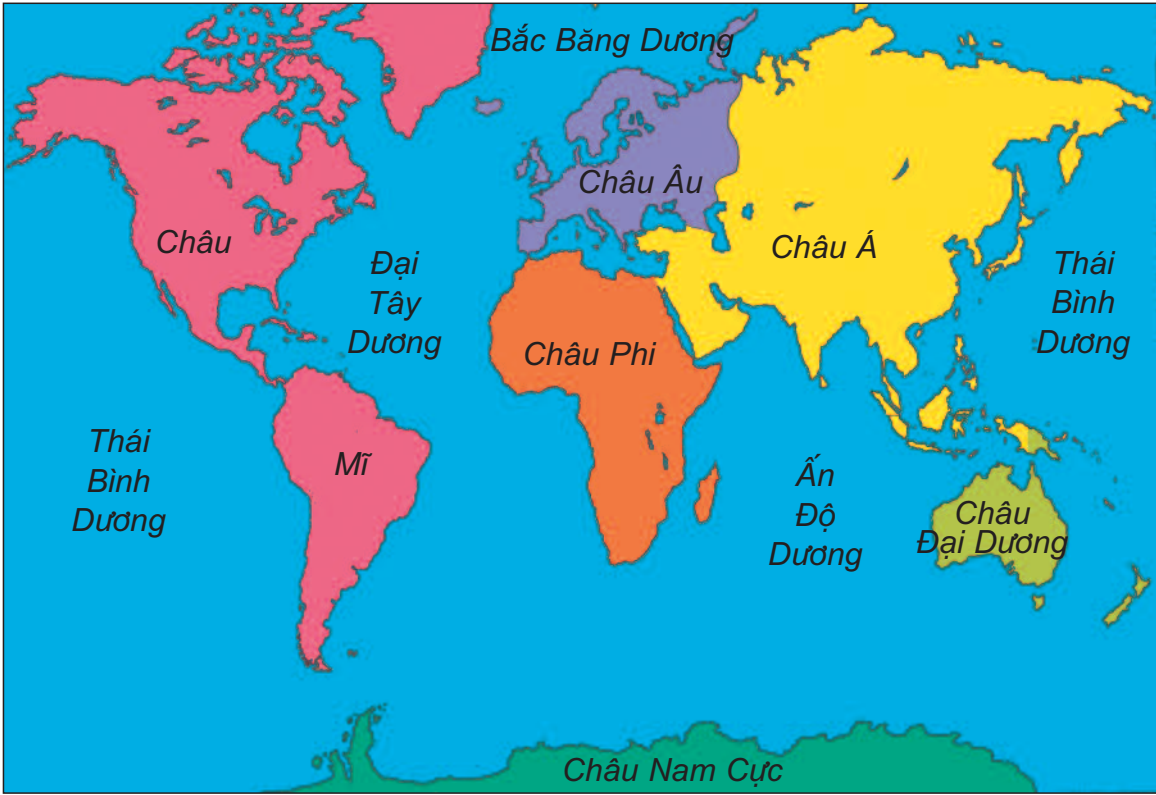 Bắc Băng Dương
Châu Âu
Châu
Châu Á
Đại
Tây
Dương
Thái
Bình
Dương
Châu Phi
Thái
Bình
Dương
Mĩ
Ấn
Độ
Dương
Châu
Đại Dương
Châu Nam Cực